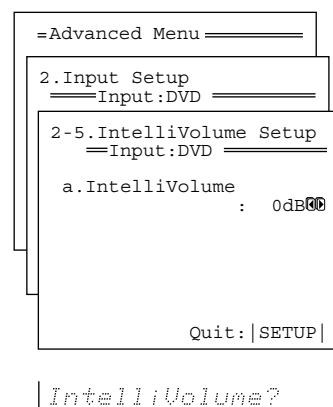 Advanced Menu
2.Input Setup
Input:DVD
2-5.IntelliVolume Setup
Input:DVD
a.IntelliVolume
: 0dB
Quit:|SETUP|
IntelliVolume?